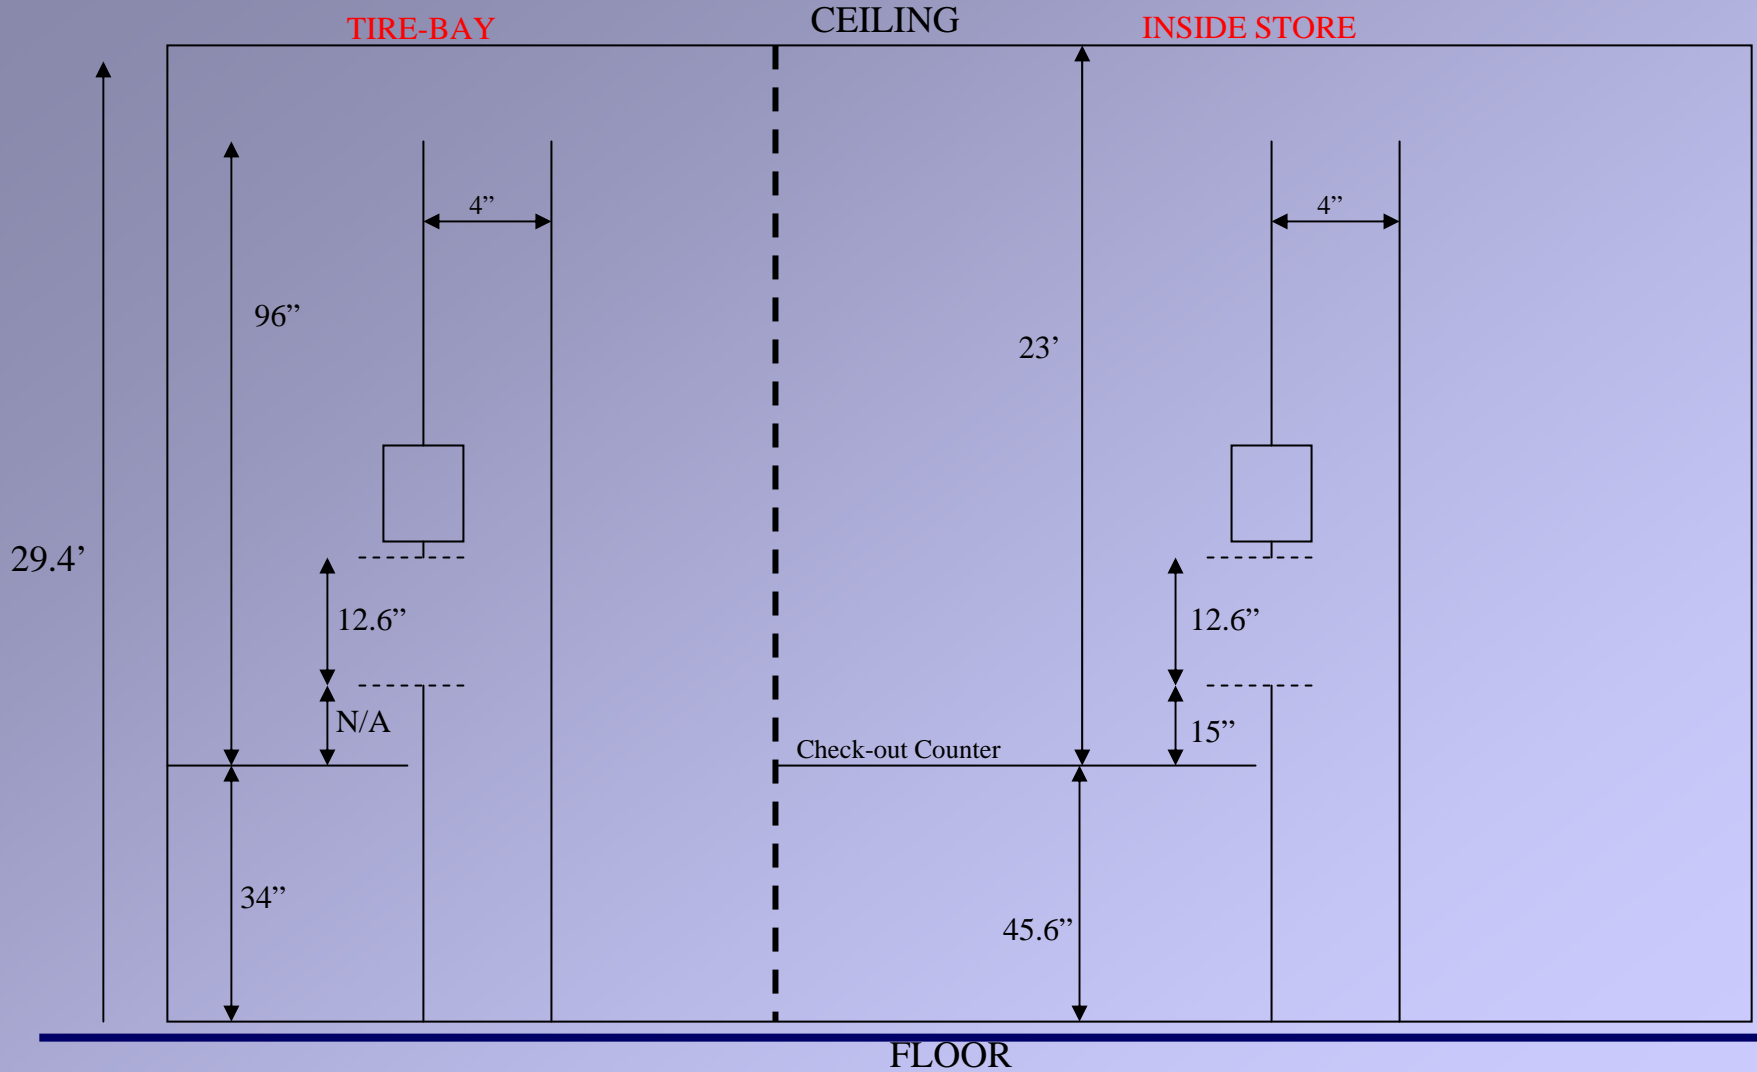 CEILING
TIRE-BAY
INSIDE STORE
4”
4”
96”
23’
29.4’
12.6”
12.6”
N/A
15”
Check-out Counter
34”
45.6”
FLOOR